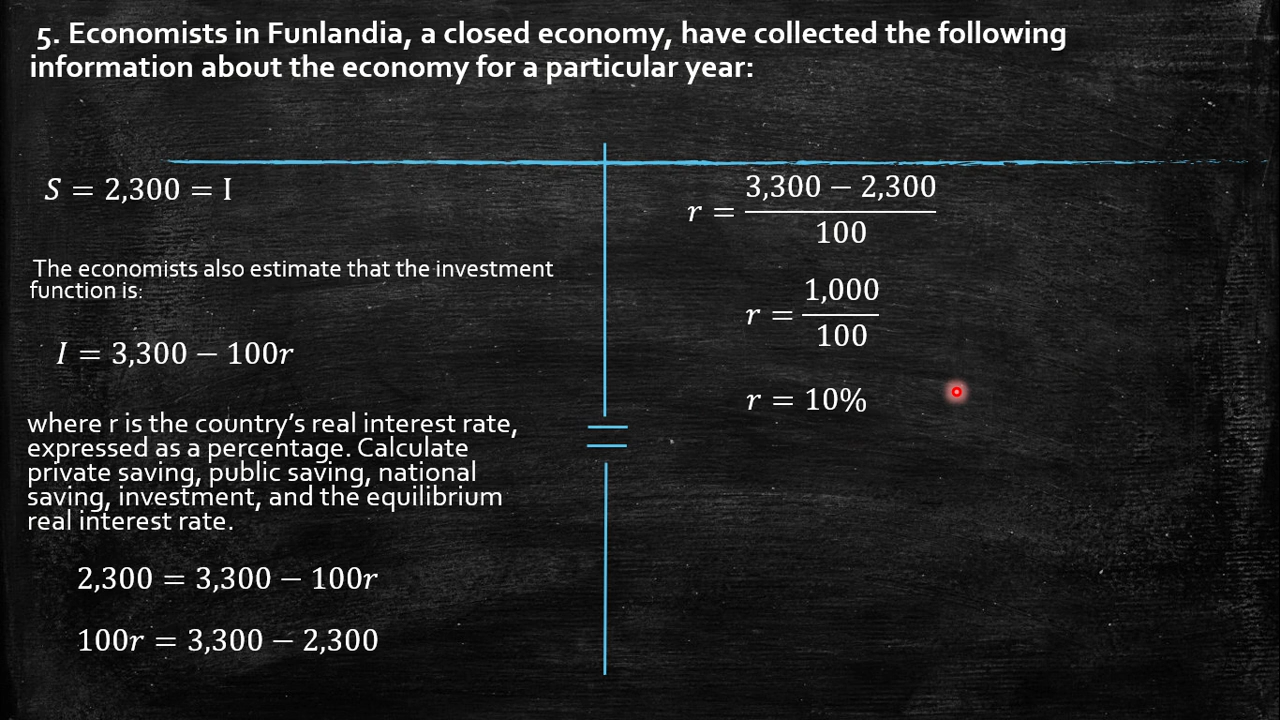 5. Economists in Funlandia, a closed economy, have collected the following
information about the economy for a particular year:
S = 2,300 = I
The economists also estimate that the investment
function is:
I = 3,300 − 100r
where r is the country’s real interest rate,
expressed as a percentage. Calculate
private saving, public saving, national
saving, investment, and the equilibrium
real interest rate.
2,300 = 3,300 − 100r
100r = 3,300 − 2,300
r = 3,300 − 2,300
100
r = 1,000
100
r = 10%